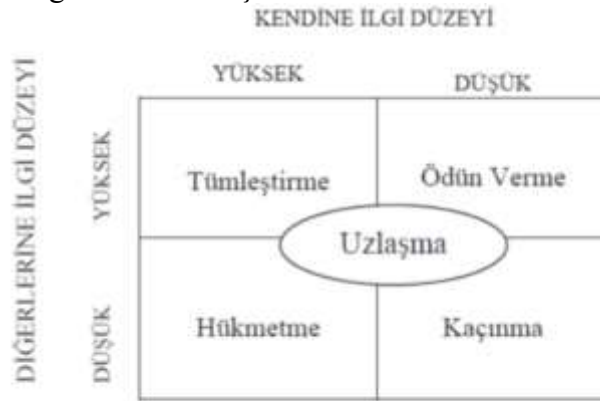 KENDİNE İLGİ DÜZEYİ
YÜKSEK DÜŞÜK
DİĞERLERİNE İLGİ DÜZEYİ
YÜKSEK
Tümleştirme Ödün Verme
Uzlaşma
DÜŞÜK
Hükmetme Kaçınma